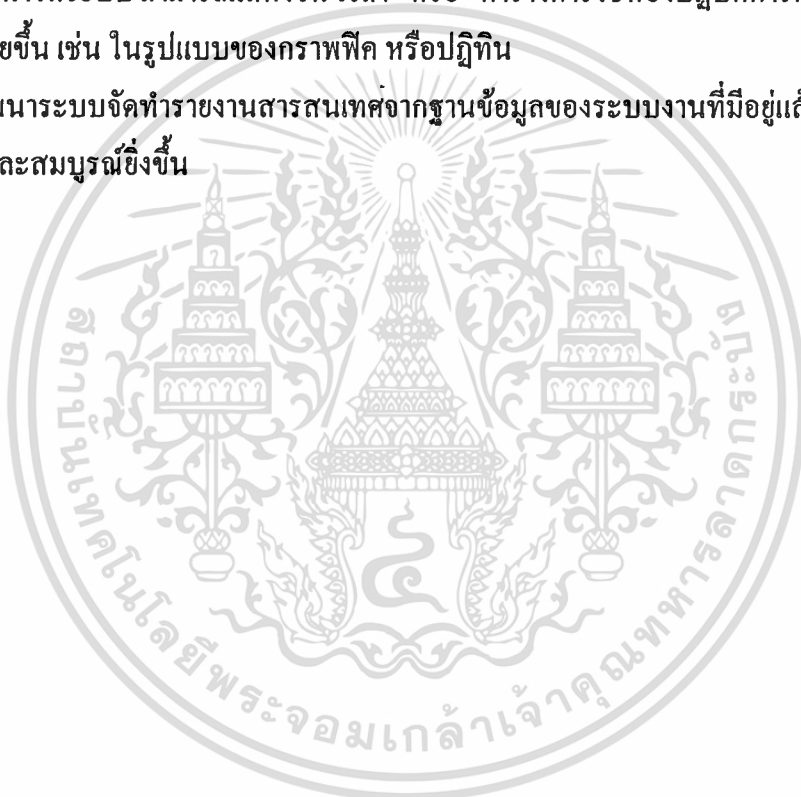 ยขึ้น เช่น ในรูปแบบของกราฟฟิค หรือปฏิทิน
นาระบบจัดทำรายงานสารสนเทศจากฐานข้อมูลของระบบงานที่มีอยู่แล้
ละสมบูรณ์ยิ่งขึ้น
สถาบันเทคโนโลยีพระจอมเกล้าเจ้าคุณทหารลาดกระบัง